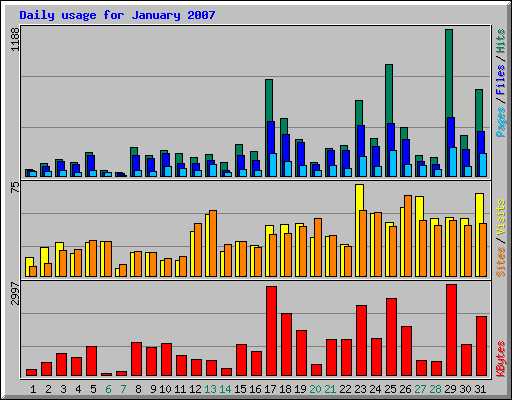 Daily usage for January 2007
1188
Pages / Files / Hits
75
Sites / Visits
2997
KBytes
1 2 3 4 5 6 7 8 9 10 11 12 13 14 15 16 17 18 19 20 21 22 23 24 25 26 27 28 29 30 31